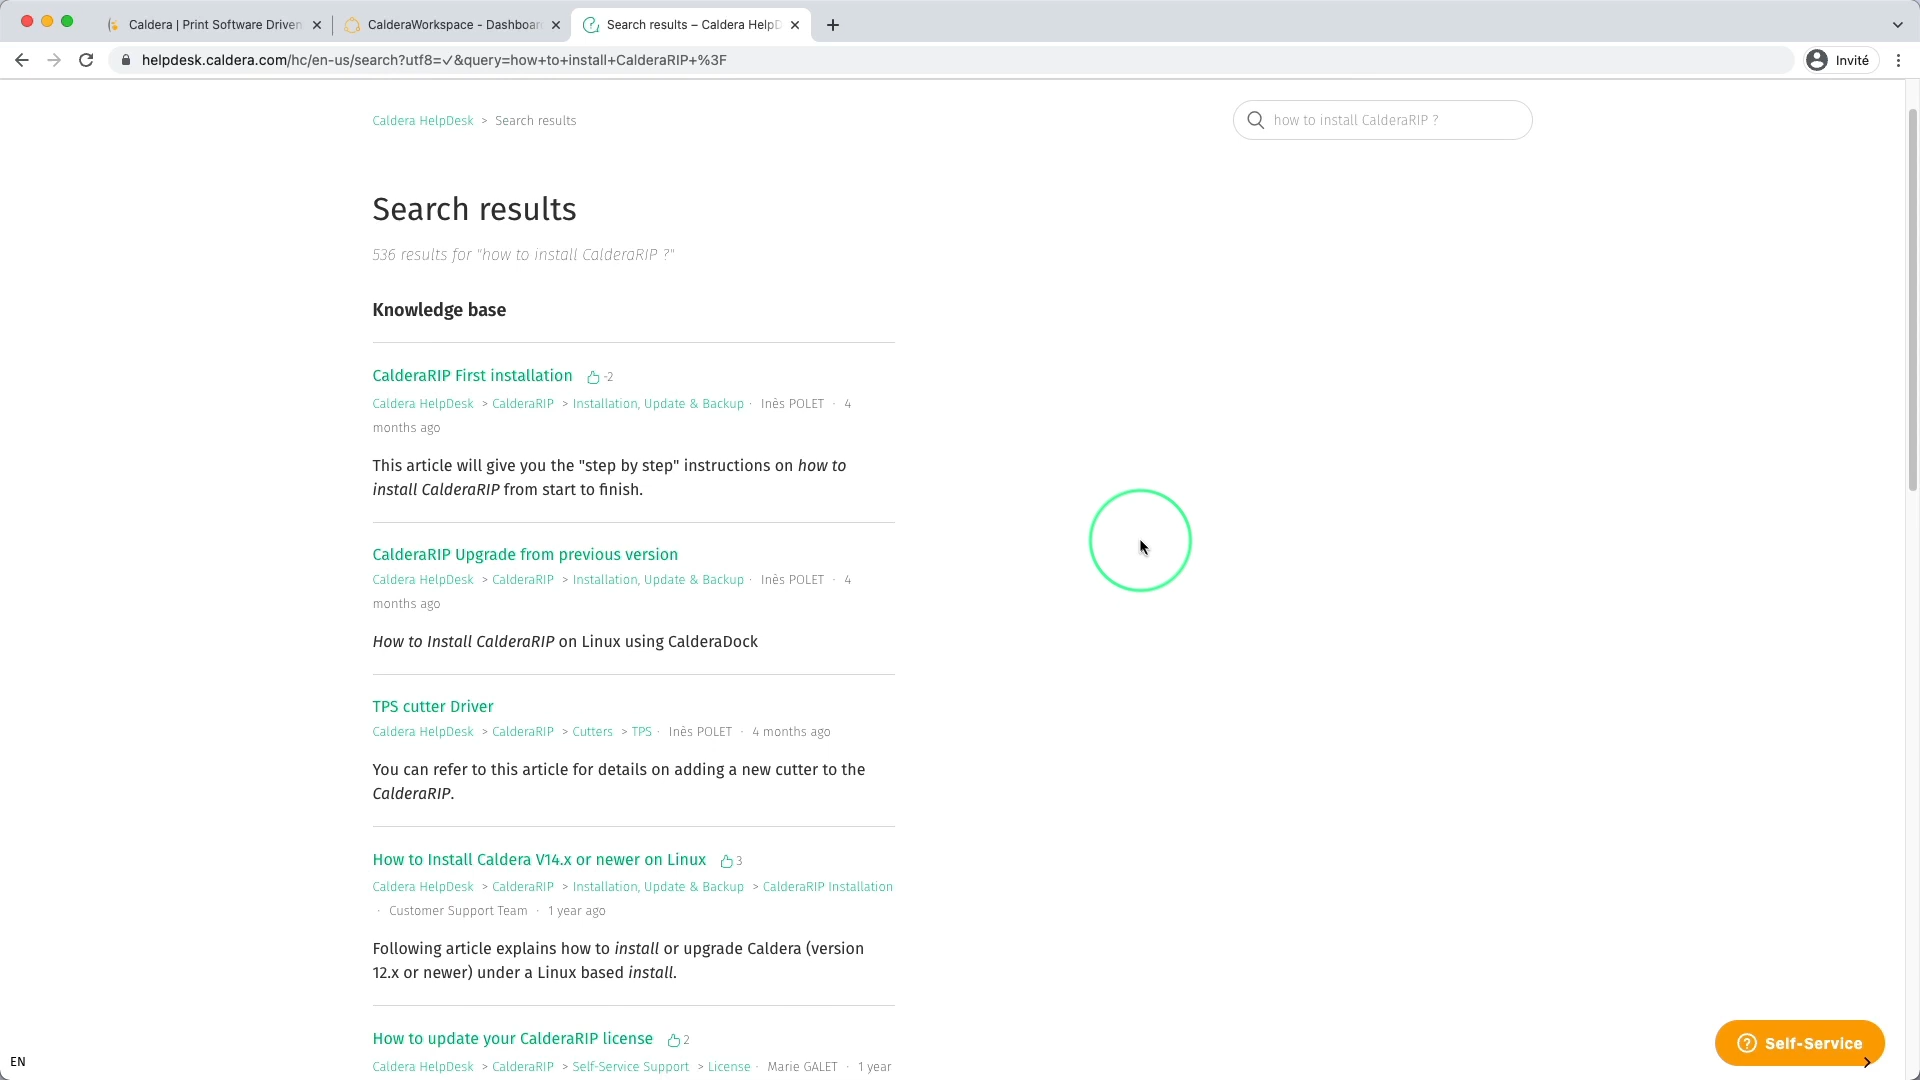 Caldera | Print Software Driven
CalderaWorkspace - Dashboar
Search results – Caldera HelpD
helpdesk.caldera.com/hc/en-us/search?utf8=✓&query=how+to+install+CalderaRIP+%3F
Invité
Caldera HelpDesk > Search results
how to install CalderaRIP ?
Search results
536 results for "how to install CalderaRIP ?"
Knowledge base
CalderaRIP First installation -2
Caldera HelpDesk > CalderaRIP > Installation, Update & Backup · Inès POLET · 4
months ago
This article will give you the "step by step" instructions on how to
install CalderaRIP from start to finish.
CalderaRIP Upgrade from previous version
Caldera HelpDesk > CalderaRIP > Installation, Update & Backup · Inès POLET · 4
months ago
How to Install CalderaRIP on Linux using CalderaDock
TPS cutter Driver
Caldera HelpDesk > CalderaRIP > Cutters > TPS · Inès POLET · 4 months ago
You can refer to this article for details on adding a new cutter to the
CalderaRIP.
How to Install Caldera V14.x or newer on Linux 3
Caldera HelpDesk > CalderaRIP > Installation, Update & Backup > CalderaRIP Installation
· Customer Support Team · 1 year ago
Following article explains how to install or upgrade Caldera (version
12.x or newer) under a Linux based install.
How to update your CalderaRIP license 2
Caldera HelpDesk > CalderaRIP > Self-Service Support > License · Marie GALET · 1 year
Self-Service
EN